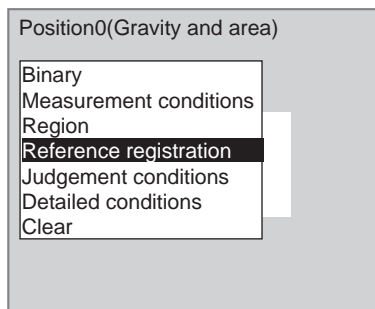 Position0(Gravity and area)
Binary
Measurement conditions
Region
Reference registration
Judgement conditions
Detailed conditions
Clear